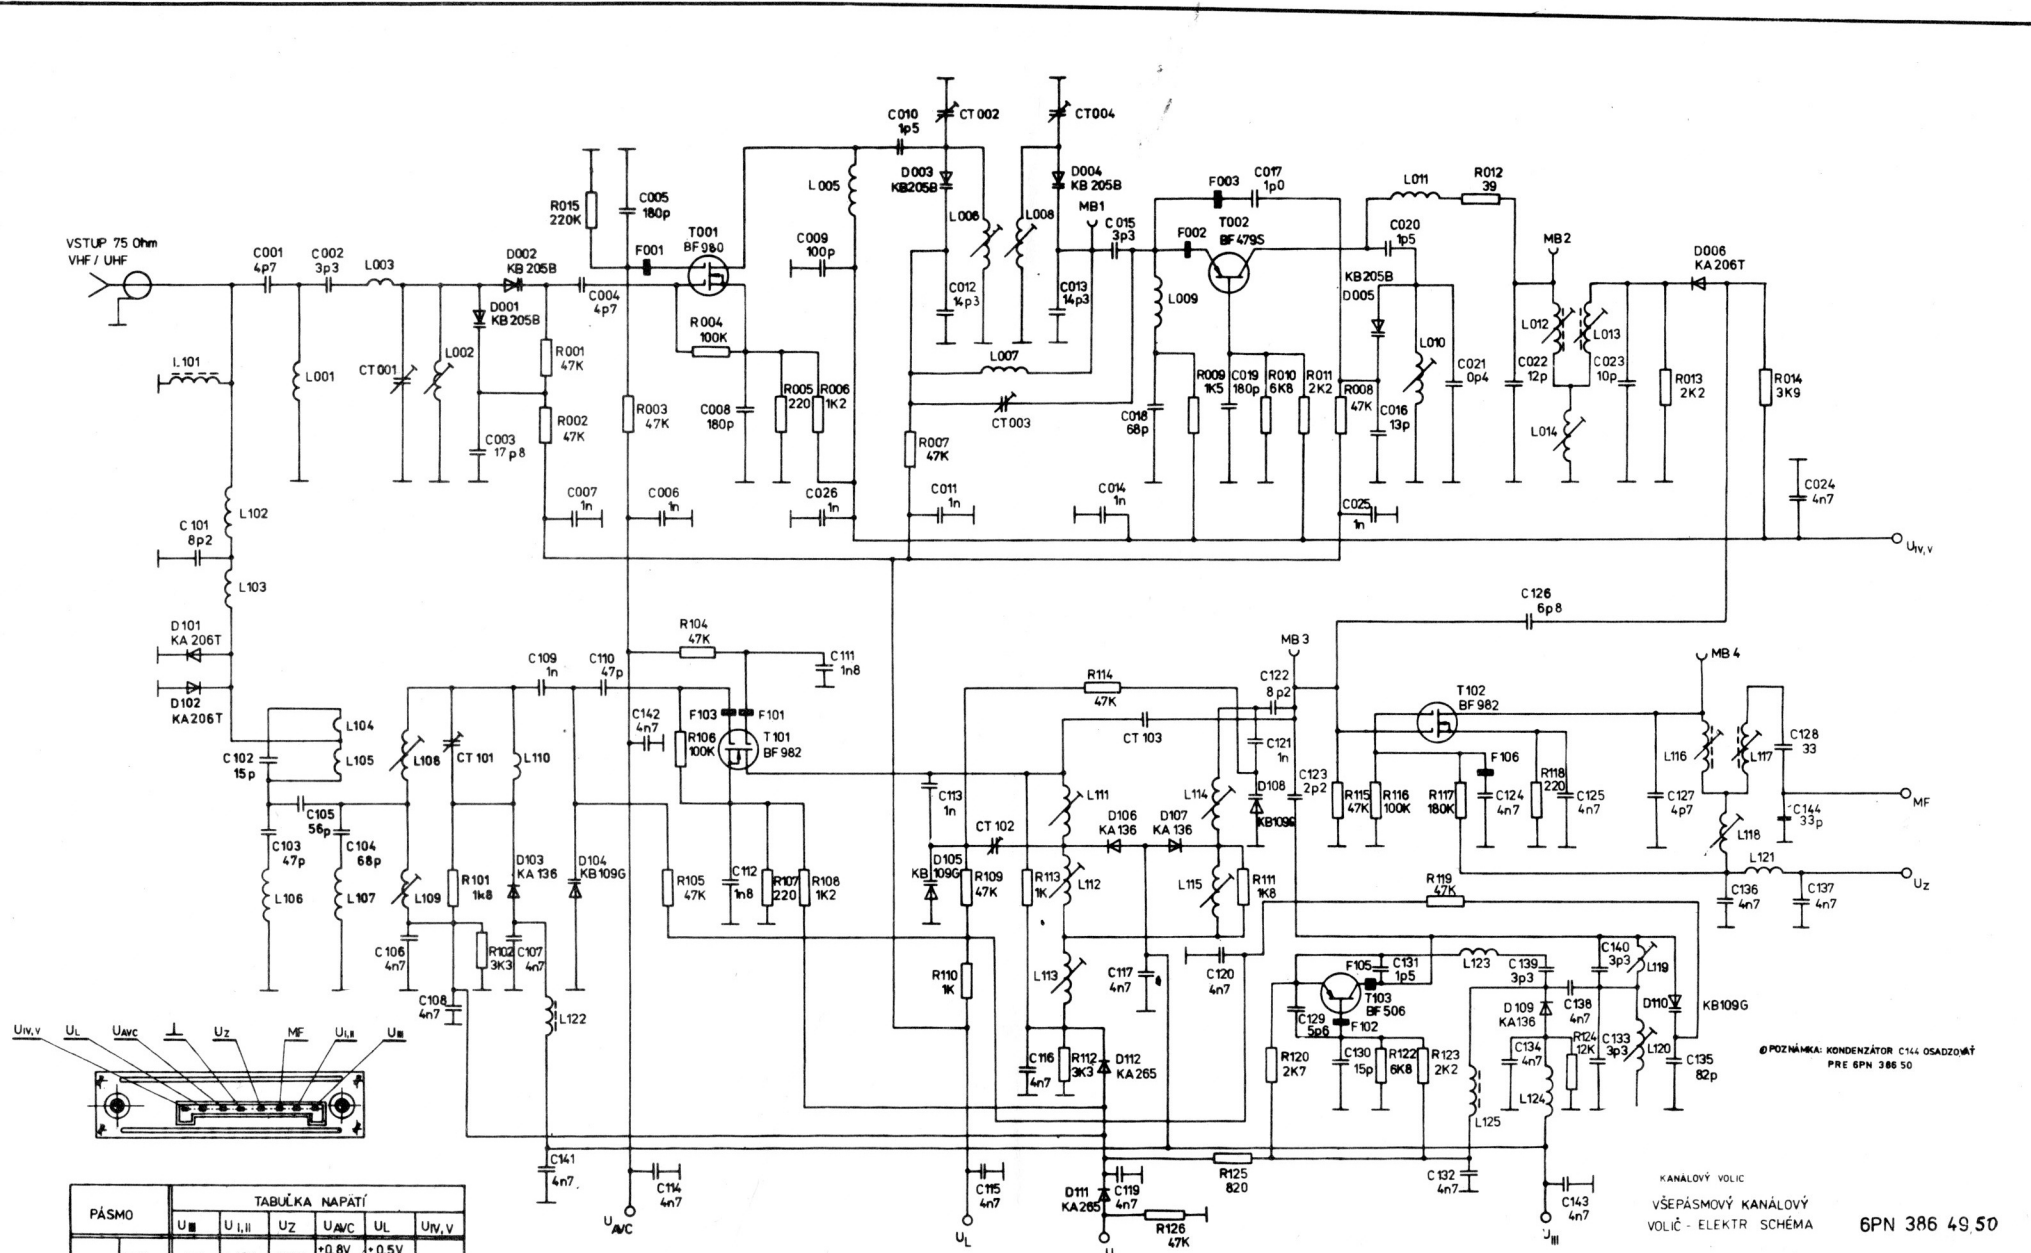 VSTUP 75 Ohm
VHF / UHF
C001
4p7
C002
3p3
L003
L101
L001
CT001
L002
D001
KB205B
D002
KB205B
C003
17p8
R001
47K
R002
47K
C004
4p7
R015
220K
C005
180p
F001
T001
BF980
R004
100K
R003
47K
C008
180p
R005
220
R006
1K2
C007
1n
C006
1n
C026
1n
L005
C009
100p
C010
1p5
CT002
D003
KB205B
L006
L008
CT004
D004
KB205B
MB1
C012
14p3
C013
14p3
L007
CT003
R007
47K
C011
1n
C014
1n
C015
3p3
F003
C017
1p0
F002
T002
BF479S
L009
C018
68p
R009
1K5
C019
180p
R010
6K8
R011
2K2
R008
47K
C016
13p
KB205B
D005
L010
C021
0p4
C020
1p5
L011
R012
39
C025
1n
MB2
L012
L013
L014
C022
12p
C023
10p
R013
2K2
D006
KA206T
R014
3K9
C024
4n7
UIV,V
L102
C101
8p2
L103
D101
KA206T
D102
KA206T
C102
15p
L104
L105
C105
56p
C103
47p
C104
68p
L106
L107
L108
L109
CT101
L110
C109
1n
C110
47p
R101
1k8
D103
KA136
D104
KB109G
C106
4n7
R102
3K3
C107
4n7
C108
4n7
L122
C141
4n7
R104
47K
C111
1n8
C142
4n7
F103
F101
R106
100K
T101
BF982
R105
47K
C112
1n8
R107
220
R108
1K2
C113
1n
CT102
D105
KB109G
R109
47K
R110
1K
R113
1K
L111
L112
L113
R114
47K
CT103
D106
KA136
D107
KA136
L114
L115
R111
1K8
C121
1n
D108
KB109G
C122
8p2
MB3
C123
2p2
C126
6p8
R115
47K
R116
100K
T102
BF982
R117
180K
F106
C124
4n7
R118
220
C125
4n7
C127
4p7
MB4
L116
L117
L118
C128
33
C144
33p
MF
L121
UZ
C136
4n7
C137
4n7
R119
47K
C116
4n7
R112
3K3
D112
KA265
C117
4n7
C120
4n7
F105
C131
1p5
T103
BF506
C129
5p6
F102
R120
2K7
C130
15p
R122
6K8
R123
2K2
L123
C139
3p3
D109
KA136
C138
4n7
C134
4n7
R124
12K
C133
3p3
C140
3p3
L119
L120
D110
KB109G
C135
82p
L124
L125
POZNÁMKA: KONDENZÁTOR C144 OSADZOVAŤ
PRE 6PN 386 50
UIV,V UL UAVC ⊥ UZ MF UI,II UIII
C114
4n7
UAVC
C115
4n7
UL
D111
KA265
C119
4n7
R126
47K
U
R125
820
C132
4n7
C143
4n7
UIII
PÁSMO
TABUĽKA NAPÄTÍ
UIII UI,II UZ UAVC UL UIV,V
+0.8V +0.5V
KANÁLOVÝ VOLIC
VŠEPÁSMOVÝ KANÁLOVÝ
VOLIČ - ELEKTR SCHÉMA
6PN 386 49 50